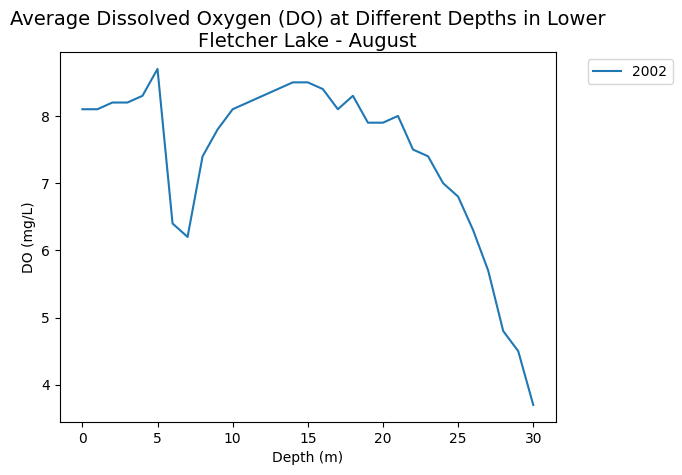 Average Dissolved Oxygen (DO) at Different Depths in Lower
Fletcher Lake - August
2002
8
7
6
5
4
DO (mg/L)
0 5 10 15 20 25 30
Depth (m)